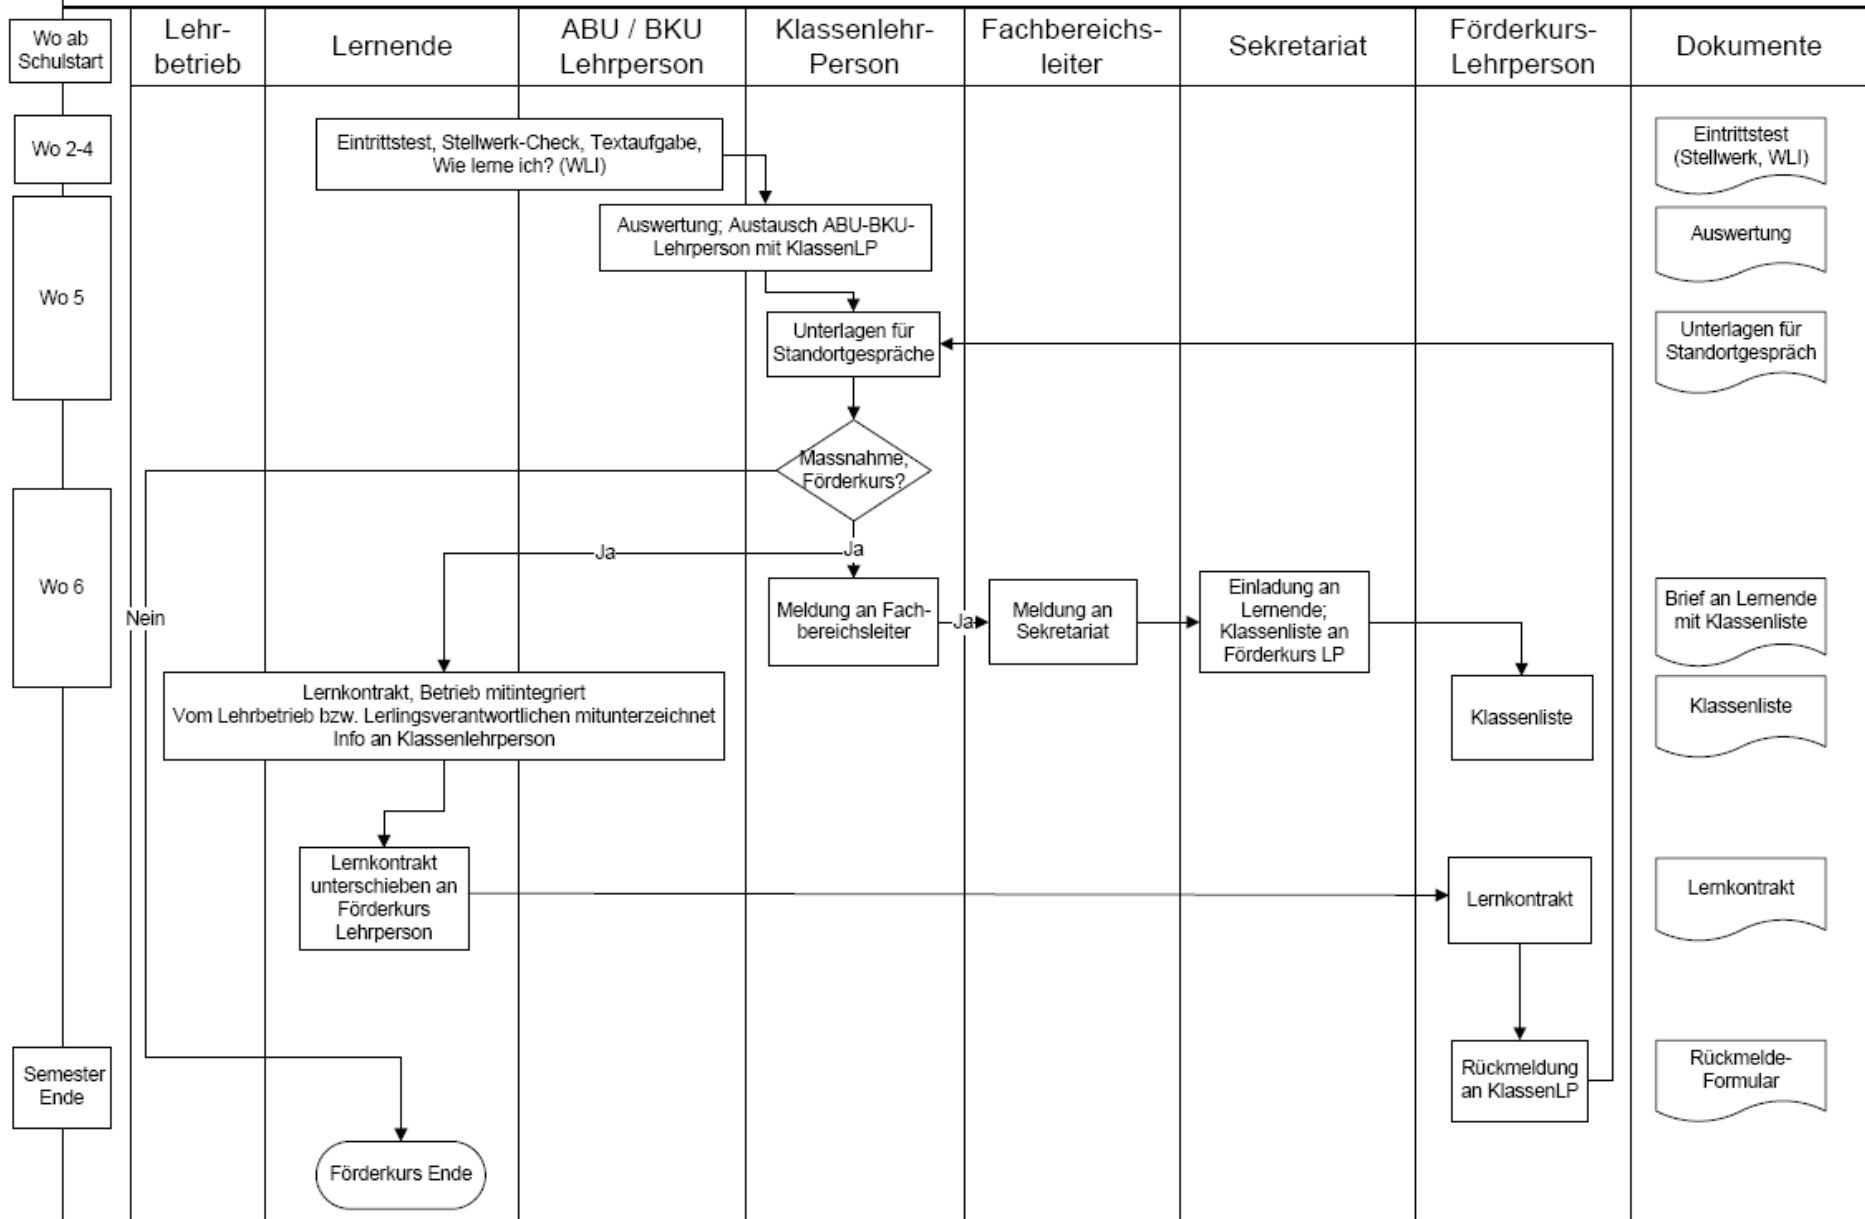 Wo ab
Schulstart
Lehr-
betrieb
Lernende
ABU / BKU
Lehrperson
Klassenlehr-
Person
Fachbereichs-
leiter
Sekretariat
Förderkurs-
Lehrperson
Dokumente
Wo 2-4
Eintrittstest, Stellwerk-Check, Textaufgabe,
Wie lerne ich? (WLI)
Eintrittstest
(Stellwerk, WLI)
Wo 5
Auswertung; Austausch ABU-BKU-
Lehrperson mit KlassenLP
Auswertung
Unterlagen für
Standortgespräche
Unterlagen für
Standortgespräch
Massnahme,
Förderkurs?
Ja
Ja
Wo 6
Nein
Meldung an Fach-
bereichsleiter
Ja
Meldung an
Sekretariat
Einladung an
Lernende;
Klassenliste an
Förderkurs LP
Brief an Lernende
mit Klassenliste
Lernkontrakt, Betrieb mitintegriert
Vom Lehrbetrieb bzw. Lerlingsverantwortlichen mitunterzeichnet
Info an Klassenlehrperson
Klassenliste
Klassenliste
Lernkontrakt
unterschieben an
Förderkurs
Lehrperson
Lernkontrakt
Lernkontrakt
Semester
Ende
Rückmeldung
an KlassenLP
Rückmelde-
Formular
Förderkurs Ende